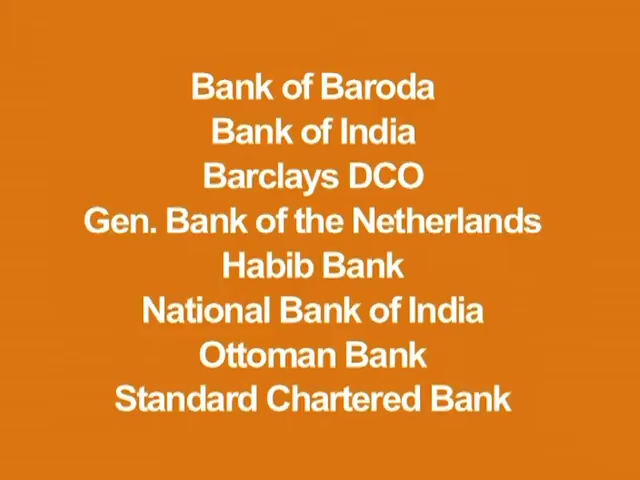 Bank of Baroda
Bank of India
Barclays DCO
Gen. Bank of the Netherlands
Habib Bank
National Bank of India
Ottoman Bank
Standard Chartered Bank